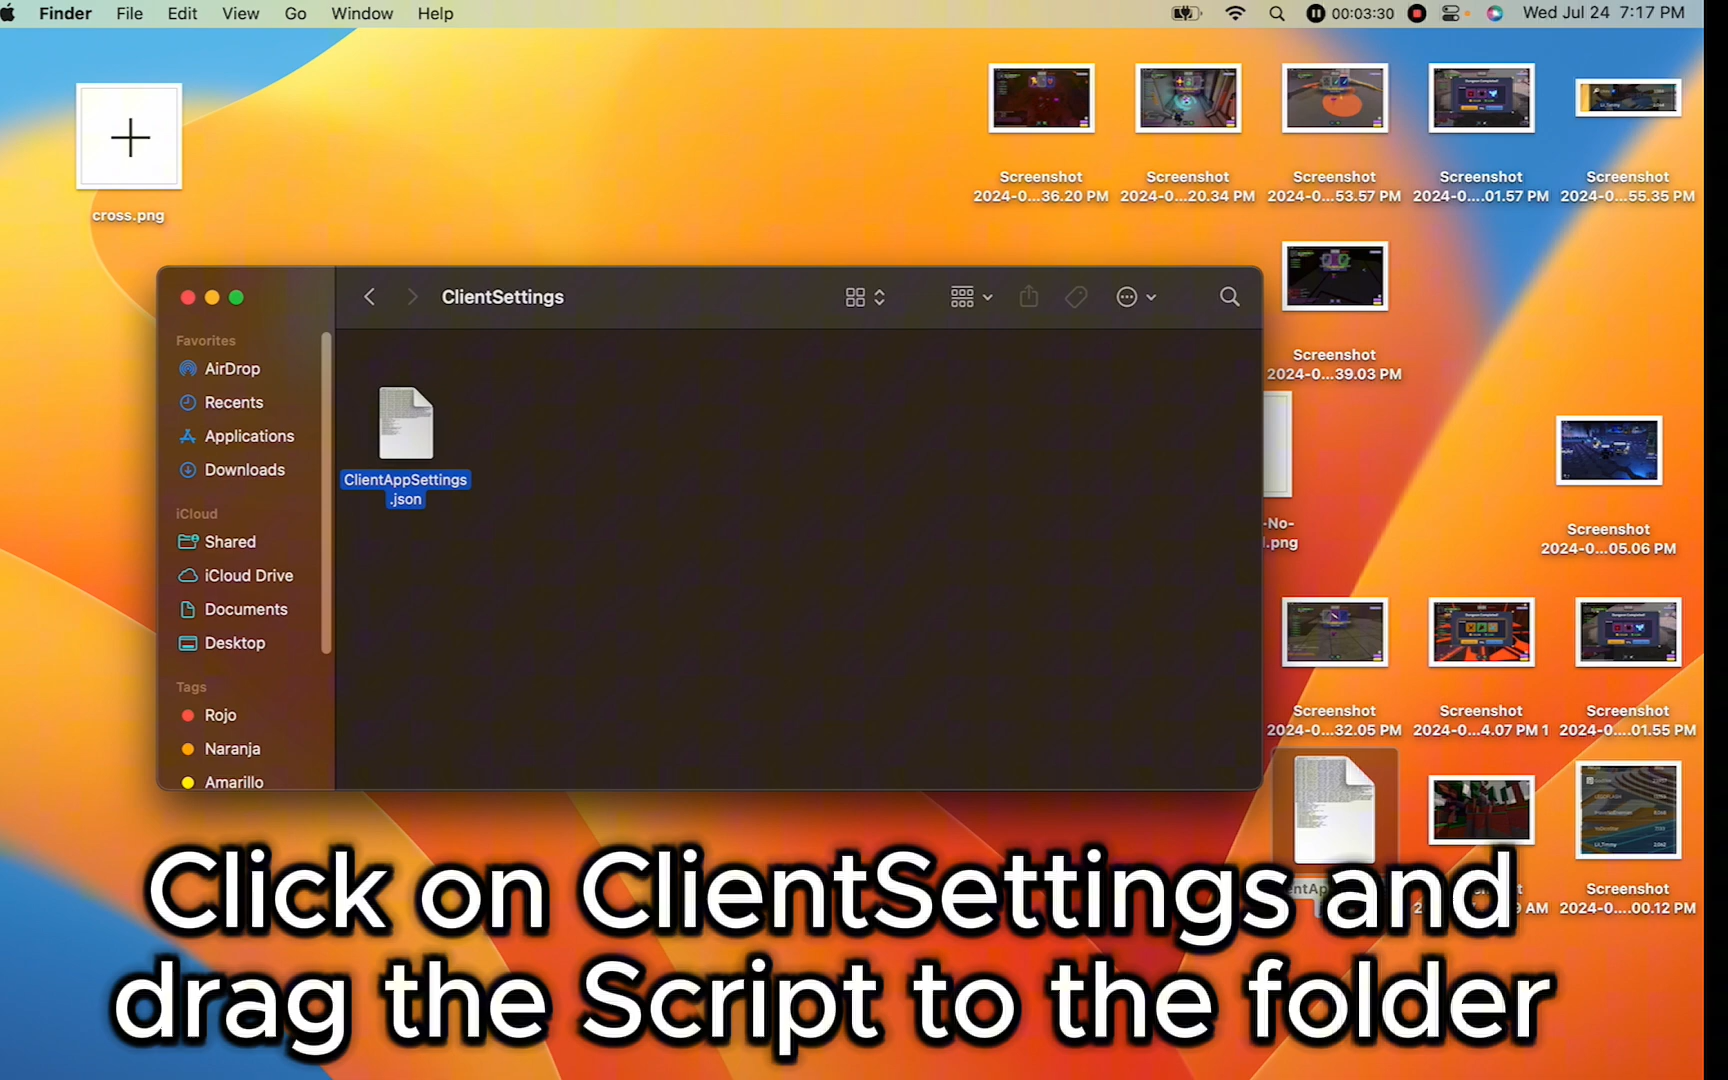 Finder File Edit View Go Window Help 00:03:30 Wed Jul 24 7:17 PM
cross.png
Screenshot
2024-0...36.20 PM
Screenshot
2024-0...20.34 PM
Screenshot
2024-0...53.57 PM
Screenshot
2024-0....01.57 PM
Screenshot
2024-0...55.35 PM
ClientSettings
Favorites
AirDrop
Recents
Applications
Downloads
iCloud
Shared
iCloud Drive
Documents
Desktop
Tags
Rojo
Naranja
Amarillo
ClientAppSettings
.json
Screenshot
2024-0...39.03 PM
-No-
.png
Screenshot
2024-0...05.06 PM
Screenshot
2024-0...32.05 PM
Screenshot
2024-0...4.07 PM 1
Screenshot
2024-0....01.55 PM
Screenshot
2024-0....00.12 PM
Click on ClientSettings and
drag the Script to the folder